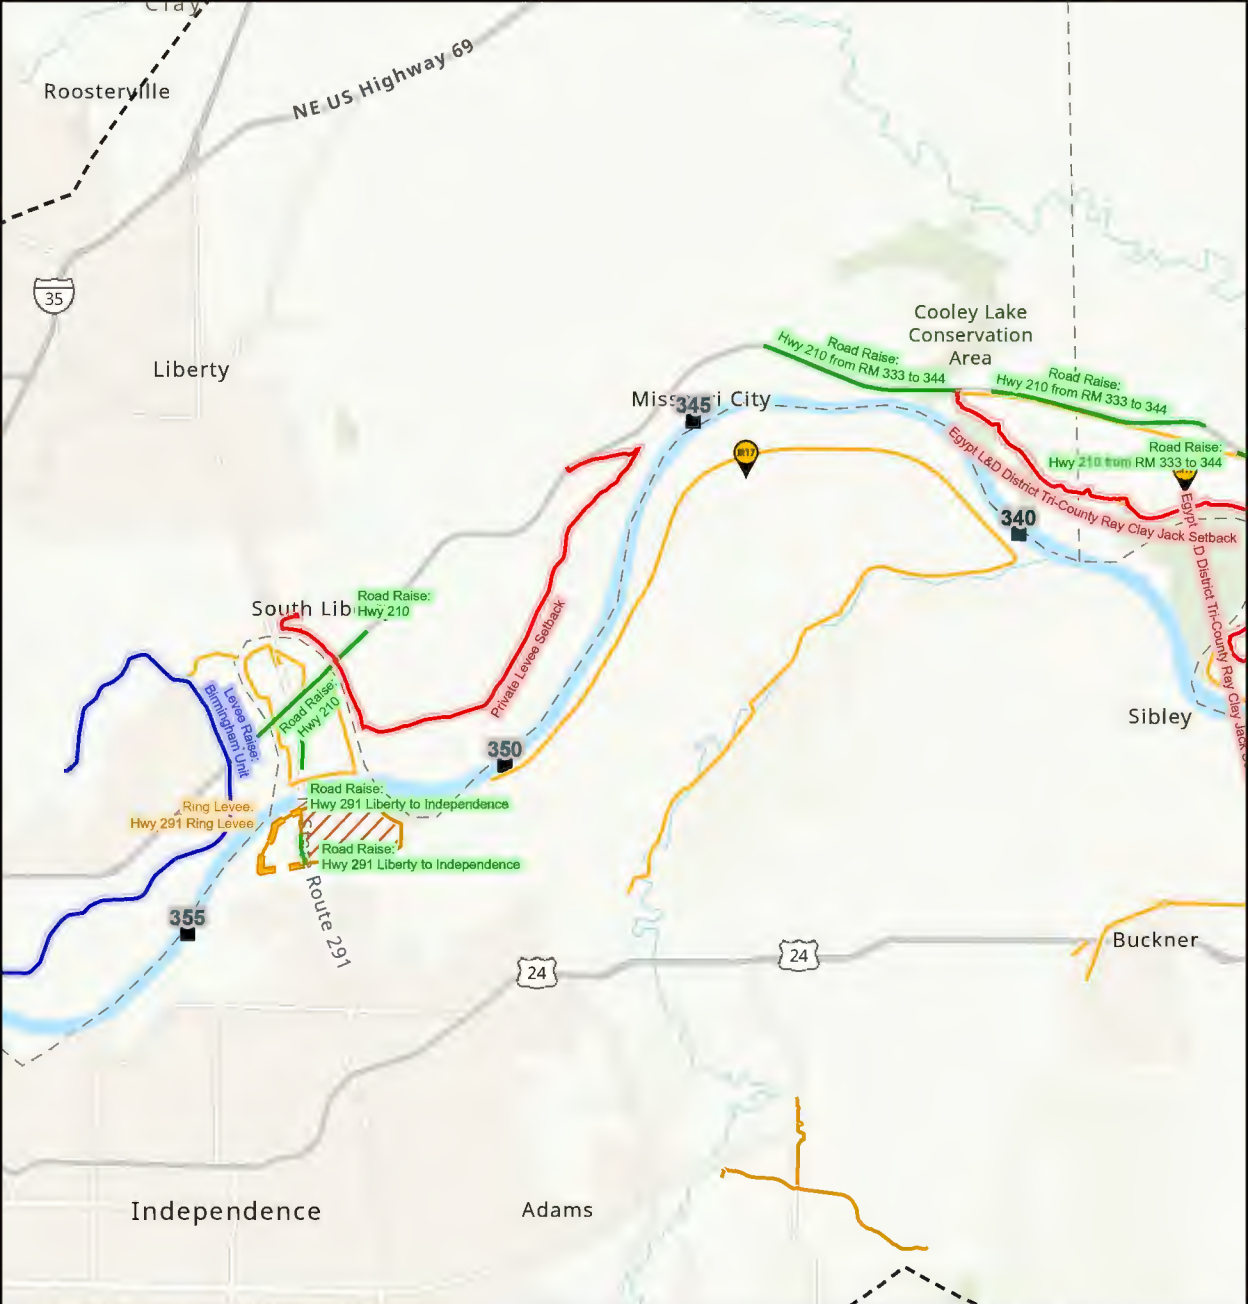 Clay
Roosterville
NE US Highway 69
35
Liberty
Cooley Lake
Conservation
Area
Road Raise:
Hwy 210 from RM 333 to 344
Road Raise:
Hwy 210 from RM 333 to 344
Road Raise:
Hwy 210 from RM 333 to 344
City
345
Egypt L&D District Tri-County Ray Clay Jack Setback
340
Egypt D District Tri-County Ray Clay Jack
Private Levee Setback
South
Road Raise:
Hwy 210
Road Raise:
Hwy 210
Levee Raise:
Birmingham Unit
Sibley
350
Road Raise:
Hwy 291 Liberty to Independence
Ring Levee:
Hwy 291 Ring Levee
Road Raise:
Hwy 291 Liberty to Independence
Route 291
355
24
24
Buckner
Independence
Adams